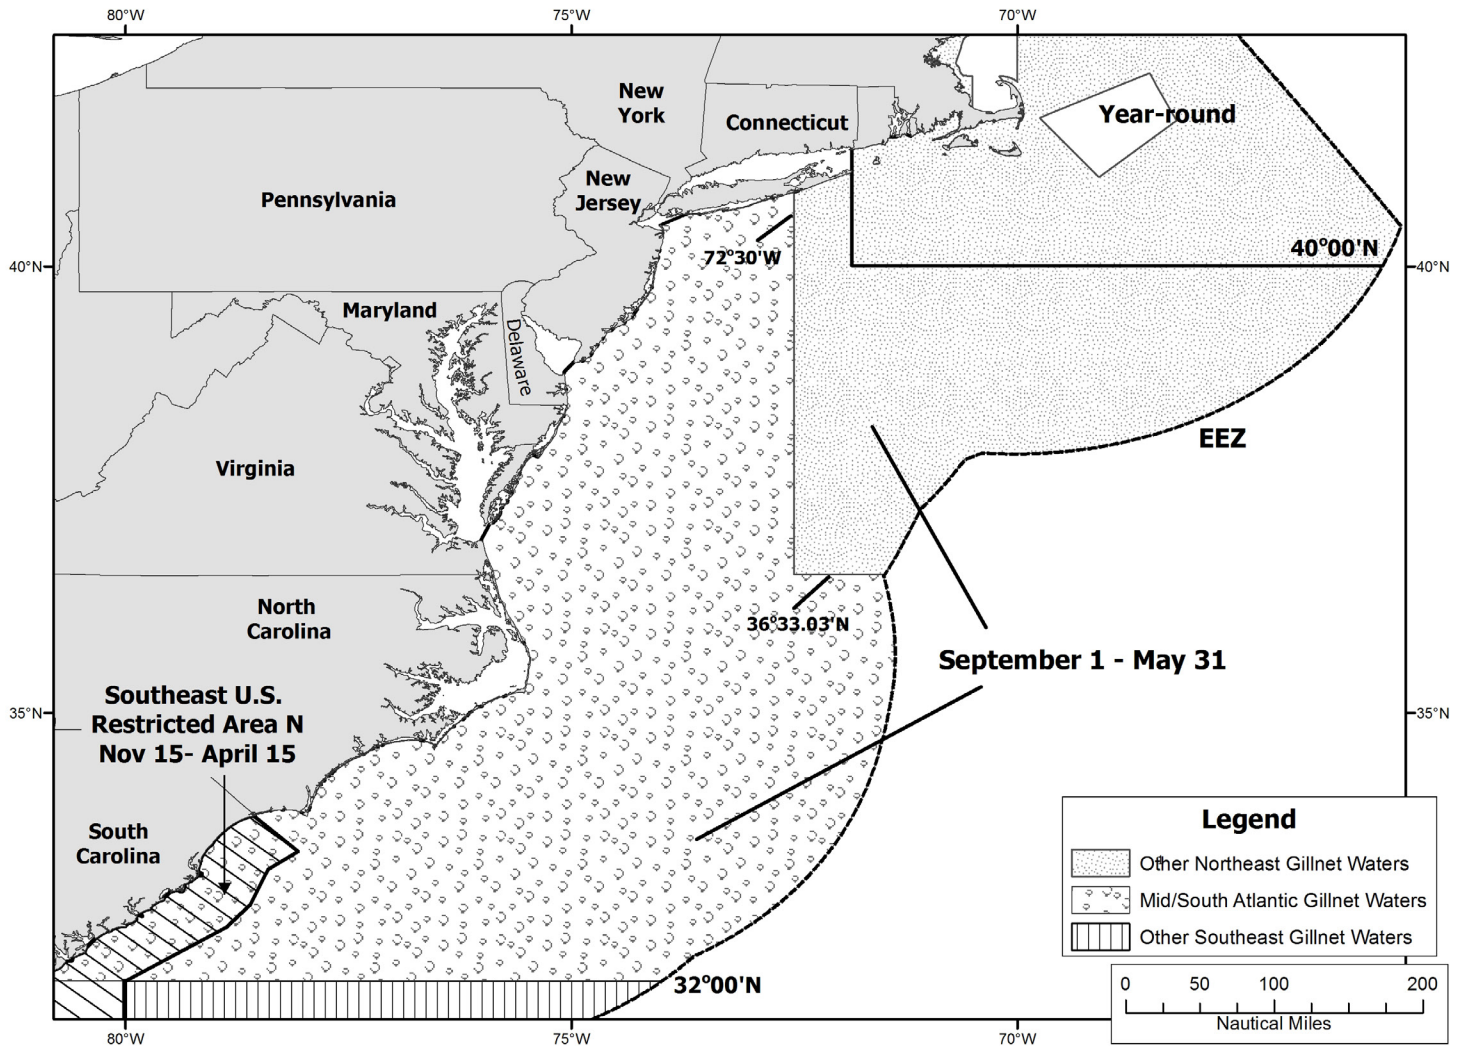 80°W
75°W
70°W
New
York
Connecticut
Year-round
New
Jersey
Pennsylvania
72°30'W
40°00'N
40°N
40°N
Maryland
Delaware
EEZ
Virginia
North
Carolina
36°33.03'N
September 1 - May 31
Southeast U.S.
Restricted Area N
Nov 15- April 15
35°N
35°N
South
Carolina
Legend
Other Northeast Gillnet Waters
Mid/South Atlantic Gillnet Waters
Other Southeast Gillnet Waters
32°00'N
0 50 100 200
Nautical Miles
80°W
75°W
70°W